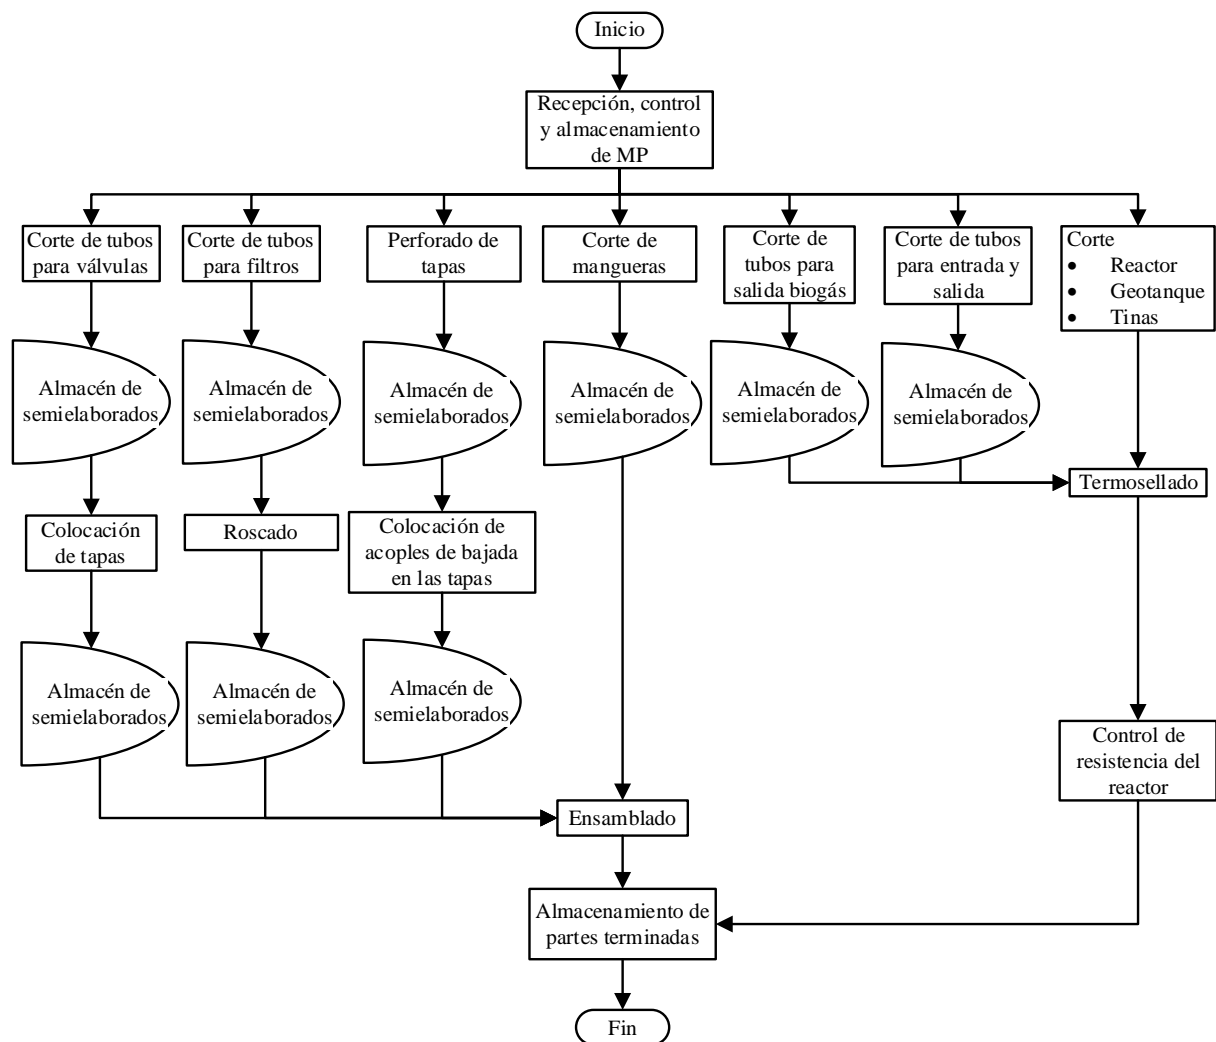 Inicio
Recepción, control
y almacenamiento
de MP
Corte de tubos
para válvulas
Corte de tubos
para filtros
Perforado de
tapas
Corte de
mangueras
Corte de
tubos para
salida biogás
Corte de tubos
para entrada y
salida
Corte
• Reactor
• Geotanque
• Tinas
Almacén de
semielaborados
Almacén de
semielaborados
Almacén de
semielaborados
Almacén de
semielaborados
Almacén de
semielaborados
Almacén de
semielaborados
Termosellado
Colocación
de tapas
Roscado
Colocación de
acoples de bajada
en las tapas
Almacén de
semielaborados
Almacén de
semielaborados
Almacén de
semielaborados
Control de
resistencia del
reactor
Ensamblado
Almacenamiento de
partes terminadas
Fin